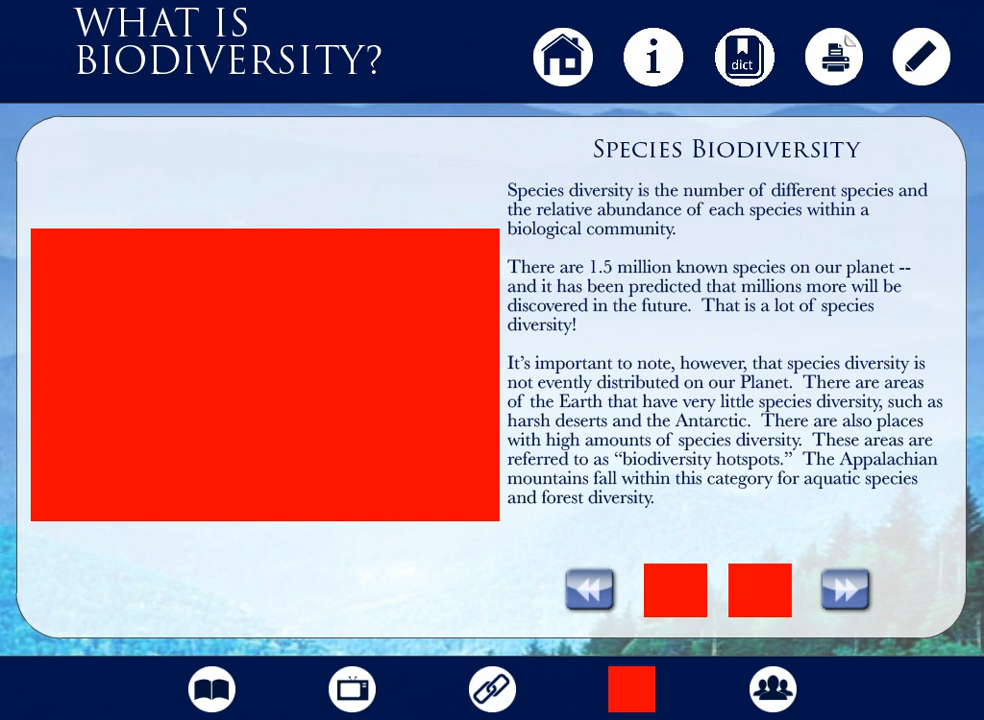 WHAT IS
BIODIVERSITY?
dict
Species Biodiversity
Species diversity is the number of different species and
the relative abundance of each species within a
biological community.
There are 1.5 million known species on our planet --
and it has been predicted that millions more will be
discovered in the future.  That is a lot of species
diversity!
It’s important to note, however, that species diversity is
not evently distributed on our Planet.  There are areas
of the Earth that have very little species diversity, such as
harsh deserts and the Antarctic.  There are also places
with high amounts of species diversity.  These areas are
referred to as “biodiversity hotspots.”  The Appalachian
mountains fall within this category for aquatic species
and forest diversity.